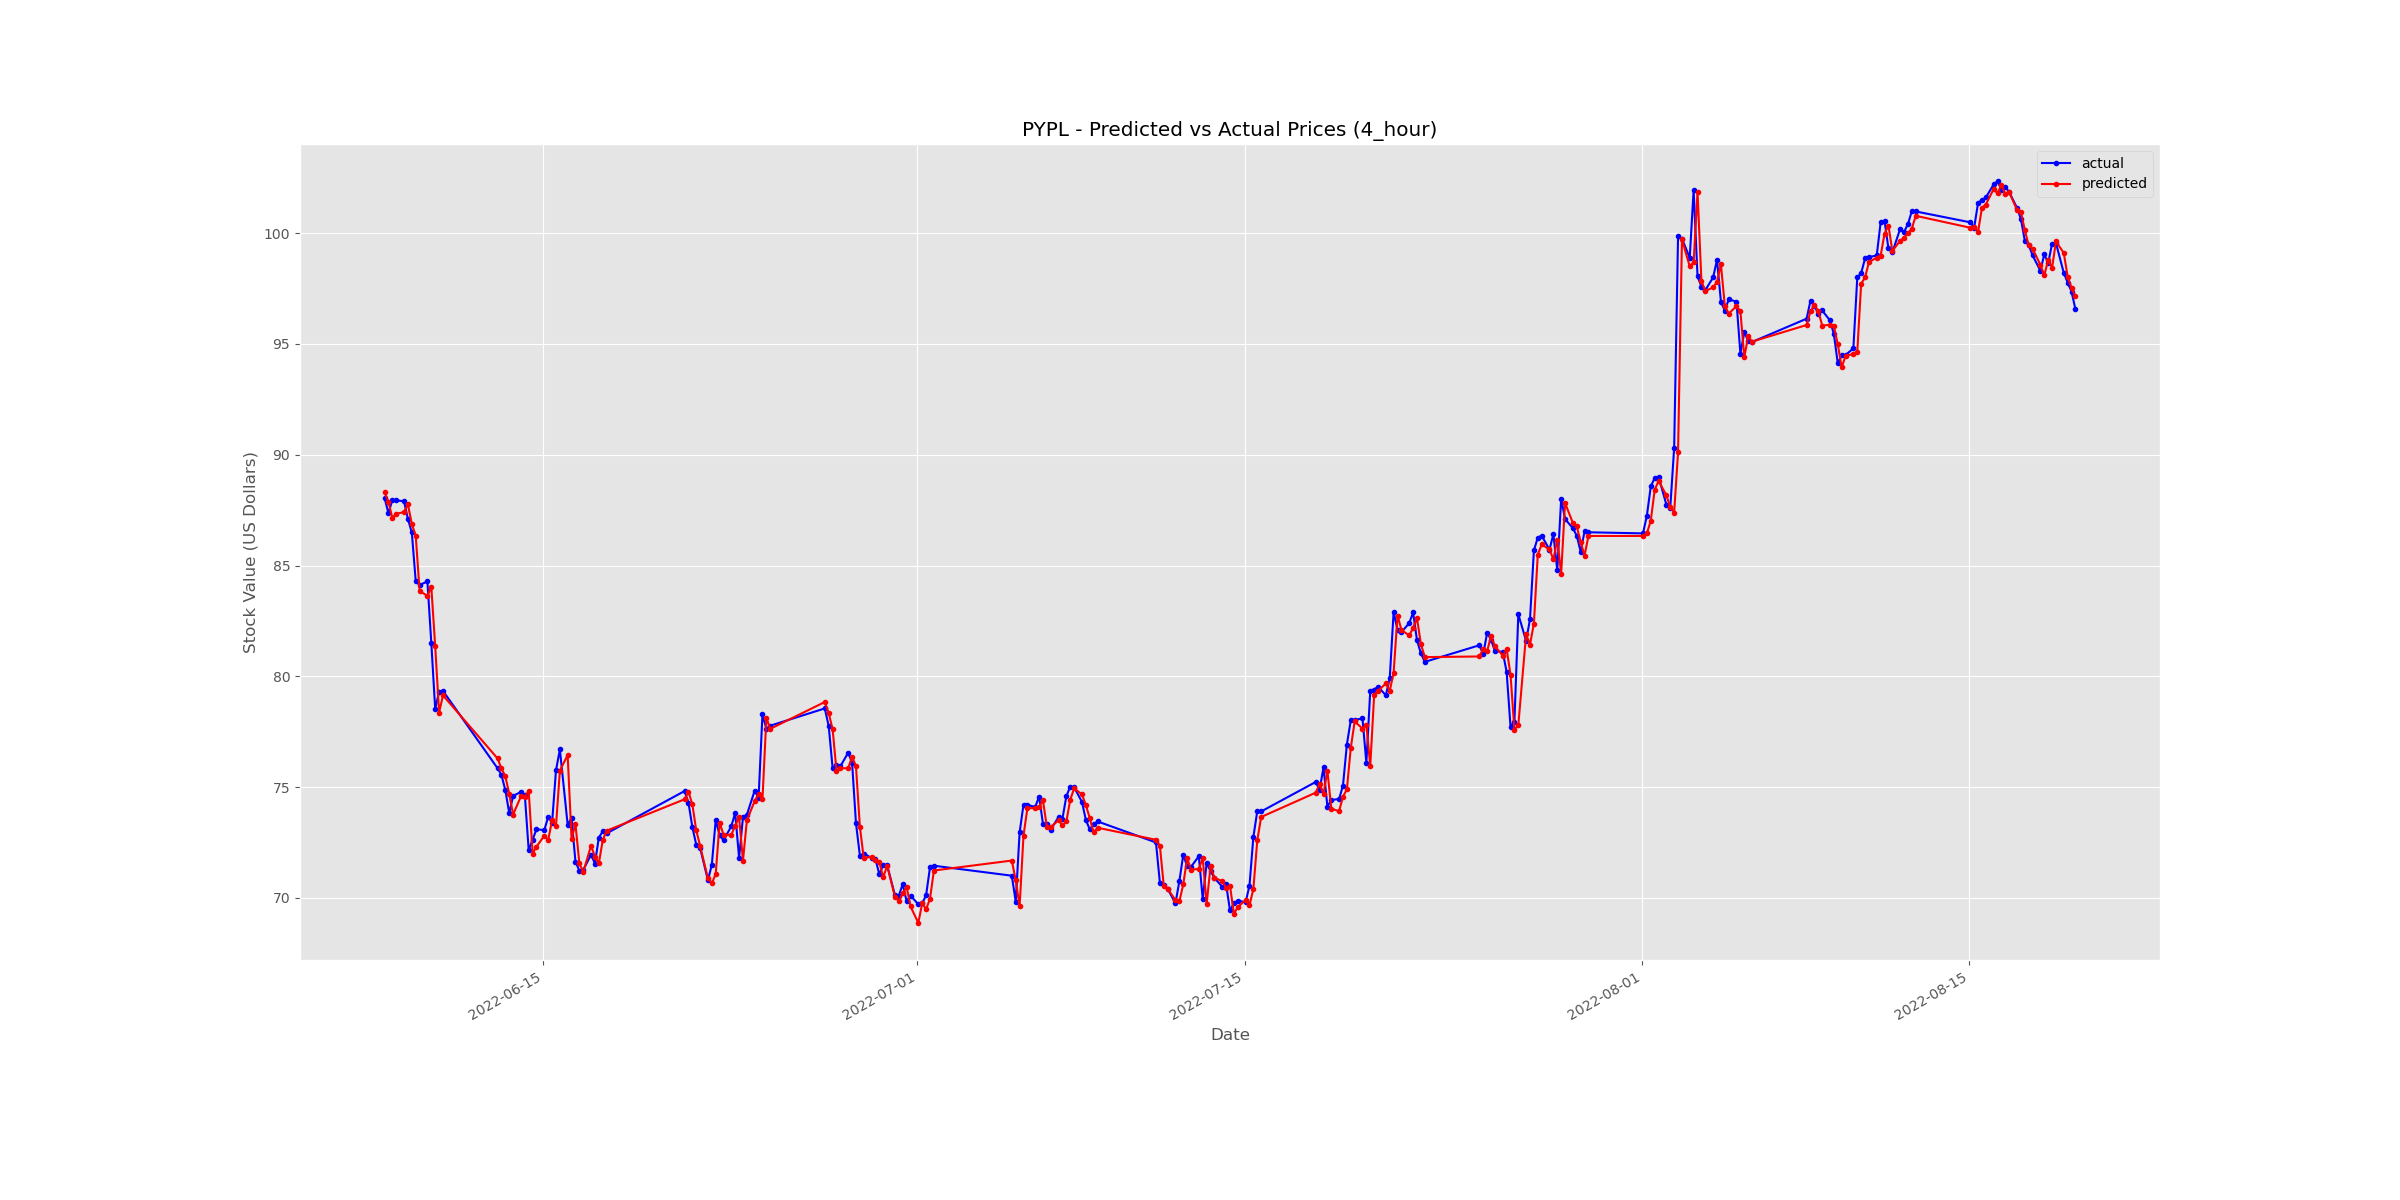 PYPL - Predicted vs Actual Prices (4_hour)
actual
predicted
Stock Value (US Dollars)
100
95
90
85
80
75
70
2022-06-15
2022-07-01
2022-07-15
2022-08-01
2022-08-15
Date